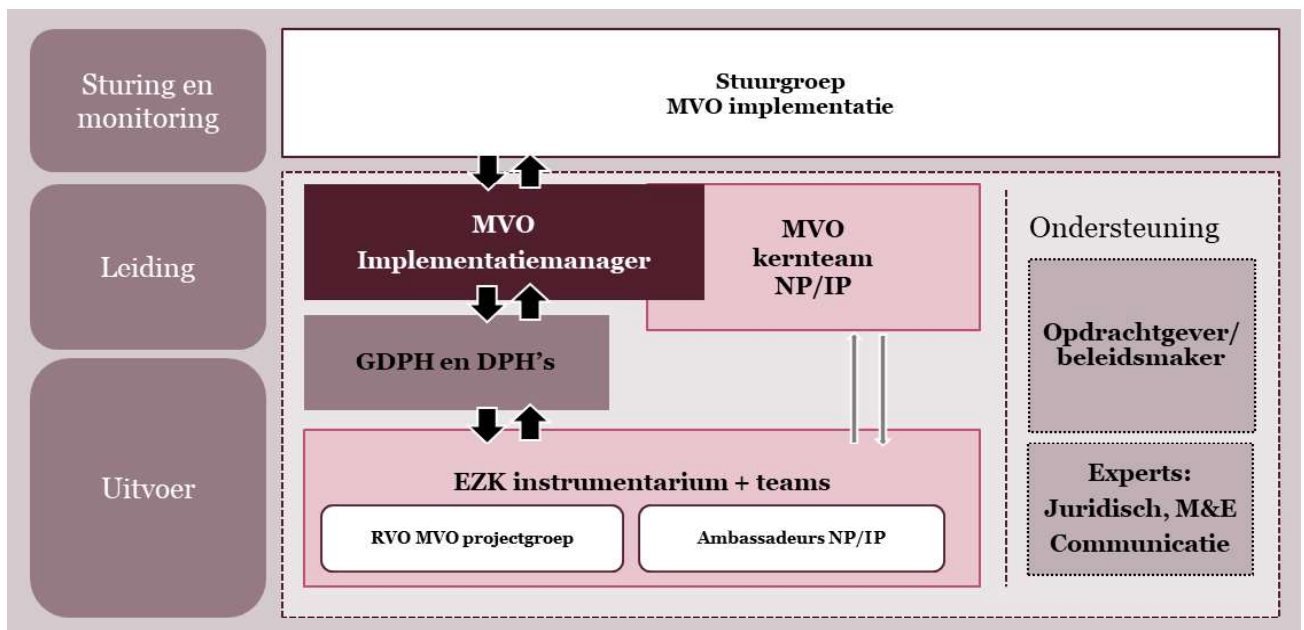 Sturing en
monitoring
Stuurgroep
MVO implementatie
Leiding
MVO
Implementatiemanager
MVO
kernteam
NP/IP
Ondersteuning
Opdrachtgever/
beleidsmaker
GDPH en DPH’s
Uitvoer
EZK instrumentarium + teams
RVO MVO projectgroep
Ambassadeurs NP/IP
Experts:
Juridisch, M&E
Communicatie